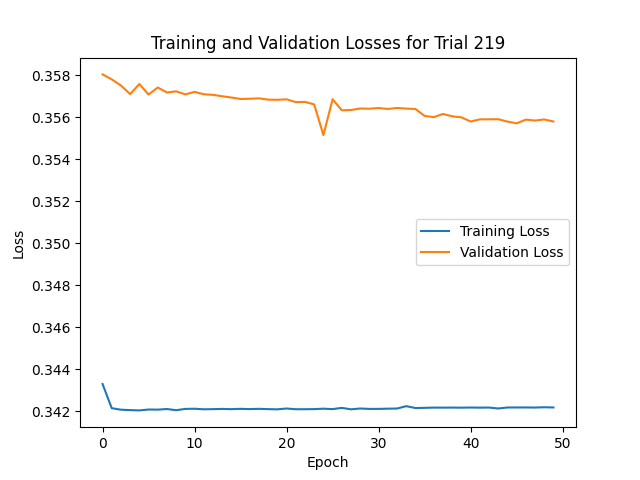 Training and Validation Losses for Trial 219
0.358
0.356
0.354
0.352
0.350
0.348
0.346
0.344
0.342
Loss
Training Loss
Validation Loss
0 10 20 30 40 50
Epoch